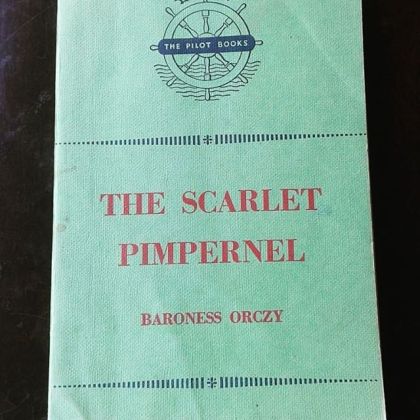 THE PILOT BOOKS
THE SCARLET
PIMPERNEL
BARONESS ORCZY